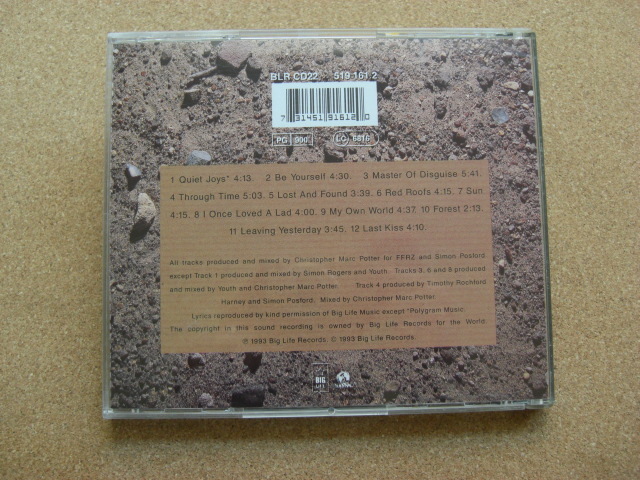 BLR CD22 519 161 2
7 31451 91612 0
PG 900 LC 6816
1 Quiet Joys* 4:13. 2 Be Yourself 4:30. 3 Master Of Disguise 5:41.
4 Through Time 5:03. 5 Lost And Found 3:39. 6 Red Roofs 4:15. 7 Sun
4:15. 8 I Once Loved A Lad 4:00. 9 My Own World 4:37. 10 Forest 2:13.
11 Leaving Yesterday 3:45. 12 Last Kiss 4:10.
All tracks produced and mixed by Christopher Marc Potter for FFRZ and Simon Posford.
except Track 1 produced and mixed by Simon Rogers and Youth. Tracks 3, 6 and 8 produced
and mixed by Youth and Christopher Marc Potter. Track 4 produced by Timothy Rochford
Harney and Simon Posford. Mixed by Christopher Marc Potter.
Lyrics reproduced by kind permission of Big Life Music except *Polygram Music.
The copyright in this sound recording is owned by Big Life Records for the World.
℗ 1993 Big Life Records. © 1993 Big Life Records.
BIG LIFE